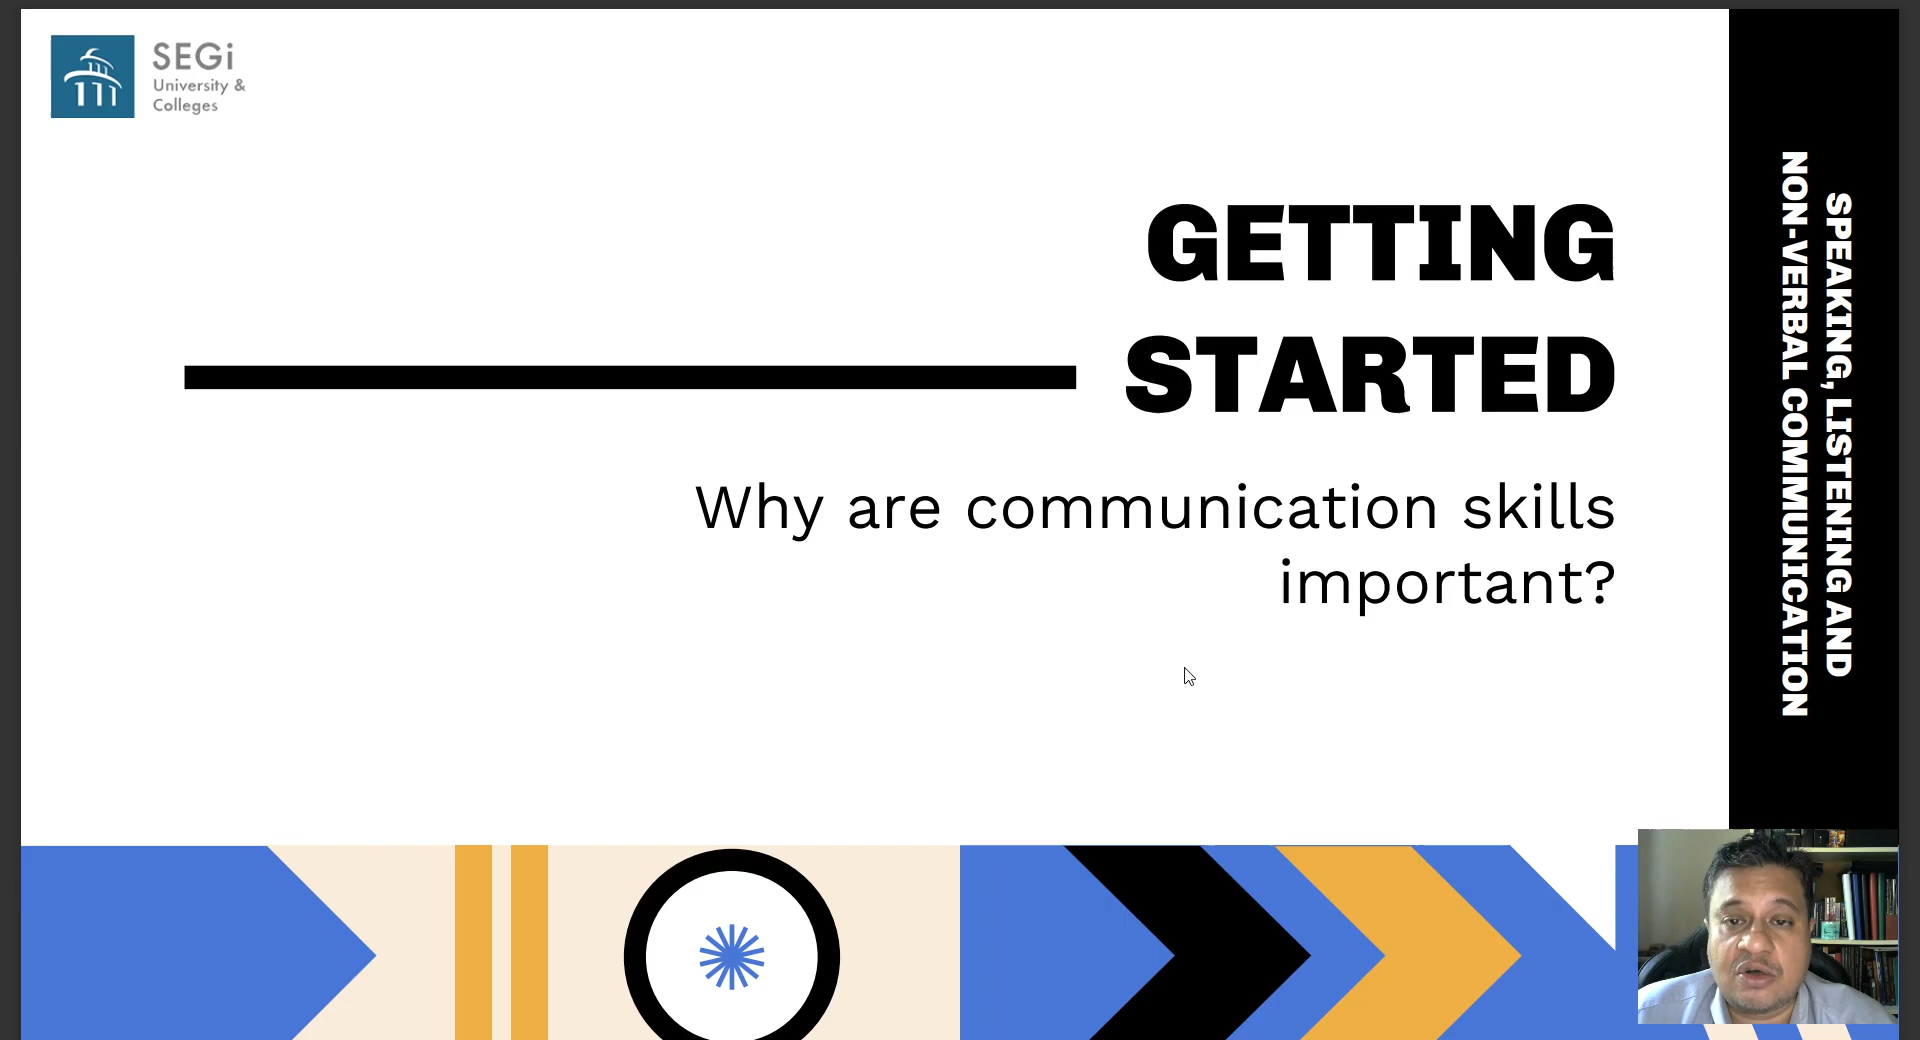 SEGi
University &
Colleges
GETTING
STARTED
Why are communication skills
important?
SPEAKING, LISTENING AND
NON-VERBAL COMMUNICATION